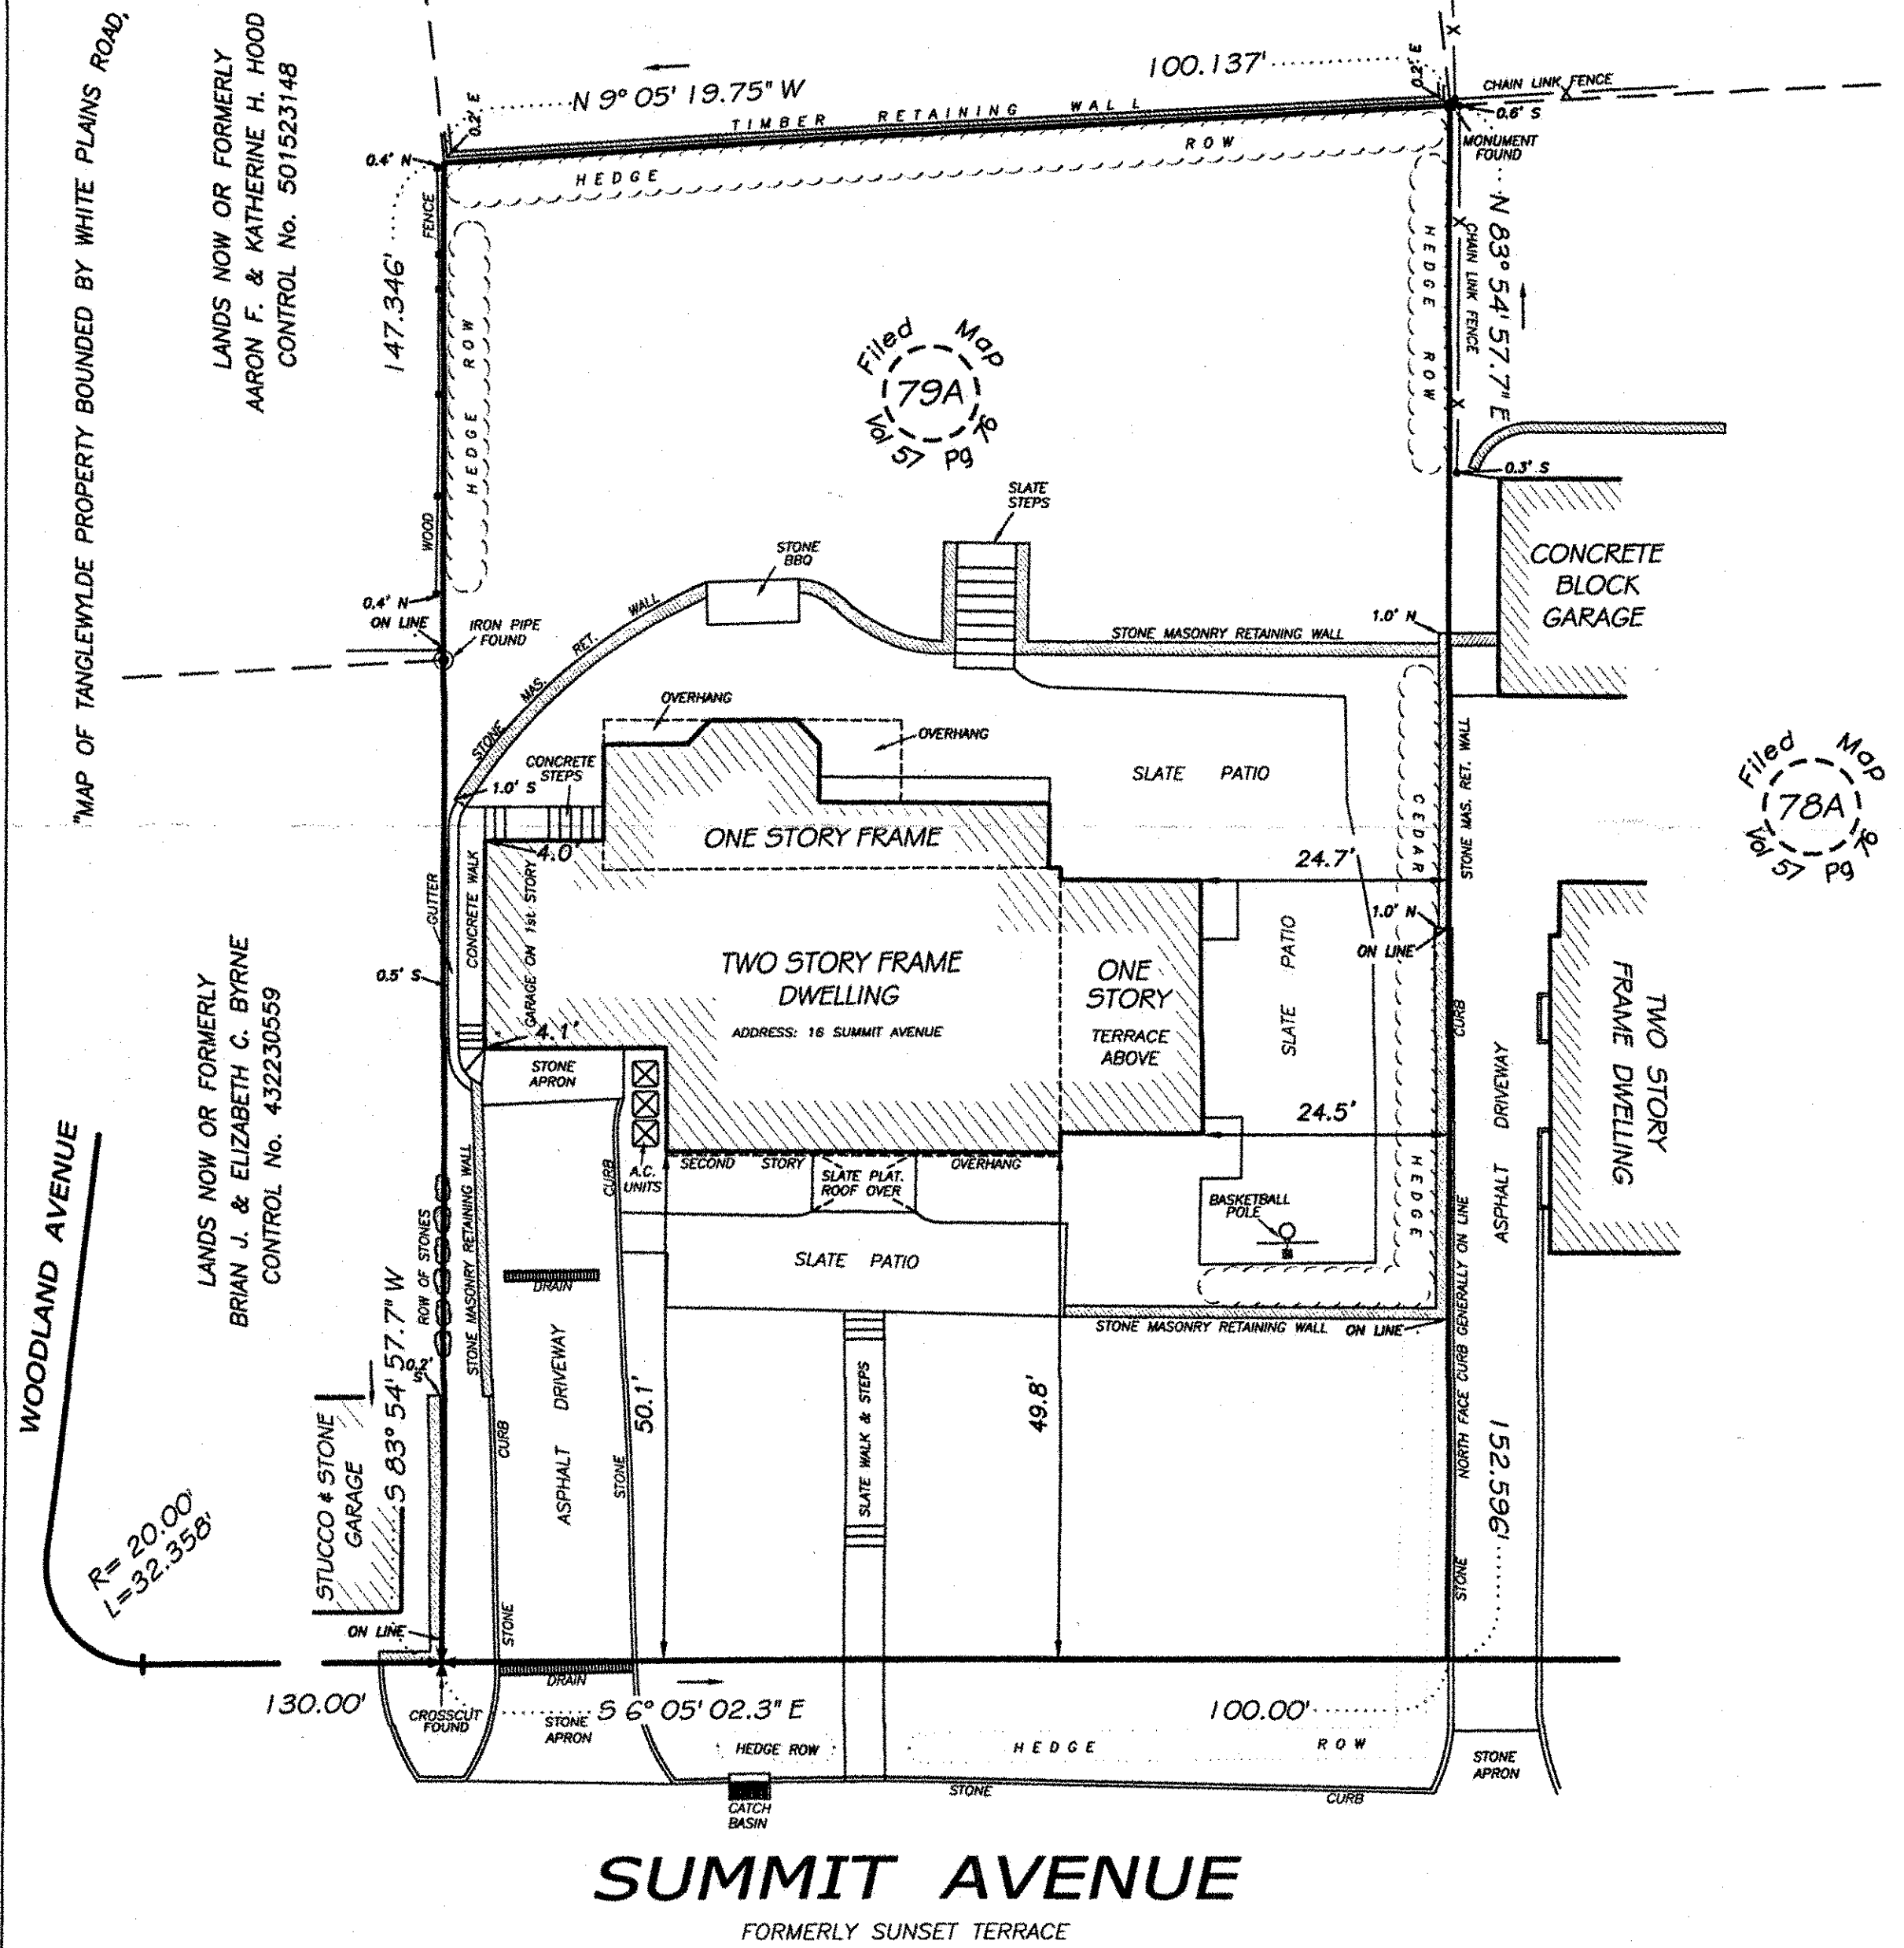 "MAP OF TANGLEWYLDE PROPERTY BOUNDED BY WHITE PLAINS ROAD,
LANDS NOW OR FORMERLY
AARON F. & KATHERINE H. HOOD
CONTROL No. 501523148
N 9° 05' 19.75" W
100.137'
0.2' E
0.2' E
TIMBER RETAINING WALL
CHAIN LINK FENCE
0.6' S
MONUMENT
FOUND
0.4' N
HEDGE ROW
147.346'
FENCE
HEDGE ROW
WOOD
HEDGE ROW
CHAIN LINK FENCE
N 83° 54' 57.7" E
Filed Map
79A
Vol 57 Pg 76
0.3' S
SLATE
STEPS
STONE
BBQ
CONCRETE
BLOCK
GARAGE
0.4' N
ON LINE
IRON PIPE
FOUND
STONE MAS. RET. WALL
STONE MASONRY RETAINING WALL
1.0' N
OVERHANG
OVERHANG
CONCRETE
STEPS
1.0' S
SLATE PATIO
STONE MAS. RET. WALL
Filed Map
78A
Vol 57 Pg 76
ONE STORY FRAME
4.0'
24.7'
CEDAR HEDGE
GUTTER
CONCRETE WALK
GARAGE ON 1st STORY
0.5' S
TWO STORY FRAME
DWELLING
ADDRESS: 16 SUMMIT AVENUE
ONE
STORY
TERRACE
ABOVE
SLATE PATIO
1.0' N
ON LINE
CURB
TWO STORY
FRAME DWELLING
LANDS NOW OR FORMERLY
BRIAN J. & ELIZABETH C. BYRNE
CONTROL No. 432230559
4.1'
STONE
APRON
A.C.
UNITS
24.5'
SECOND STORY OVERHANG
SLATE PLAT.
ROOF OVER
BASKETBALL
POLE
ASPHALT DRIVEWAY
WOODLAND AVENUE
ROW OF STONES
STONE MASONRY RETAINING WALL
CURB
DRAIN
SLATE PATIO
STONE MASONRY RETAINING WALL
ON LINE
NORTH FACE CURB GENERALLY ON LINE
S 83° 54' 57.7" W
0.2'
S
ASPHALT DRIVEWAY
CURB
STONE
50.1'
SLATE WALK & STEPS
49.8'
152.596'
STUCCO & STONE
GARAGE
R= 20.00'
L=32.358'
STONE
STONE
ON LINE
DRAIN
130.00'
CROSSCUT
FOUND
STONE
APRON
S 6° 05' 02.3" E
100.00'
HEDGE ROW
HEDGE ROW
STONE
APRON
STONE
CURB
CATCH
BASIN
SUMMIT AVENUE
FORMERLY SUNSET TERRACE